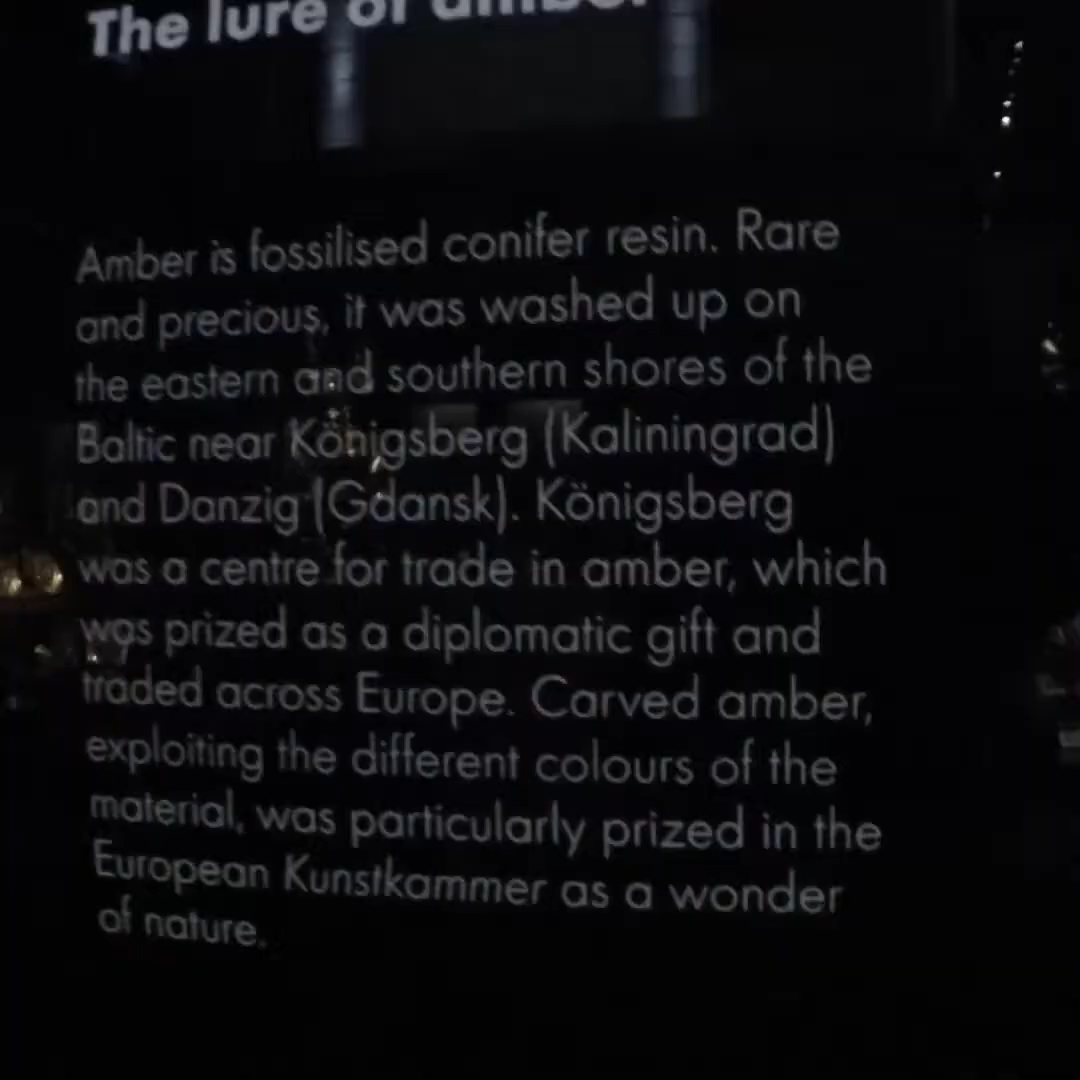 The lure of amber
Amber is fossilised conifer resin. Rare
and precious, it was washed up on
the eastern and southern shores of the
Baltic near Königsberg (Kaliningrad)
and Danzig (Gdansk). Königsberg
was a centre for trade in amber, which
was prized as a diplomatic gift and
traded across Europe. Carved amber,
exploiting the different colours of the
material, was particularly prized in the
European Kunstkammer as a wonder
of nature.